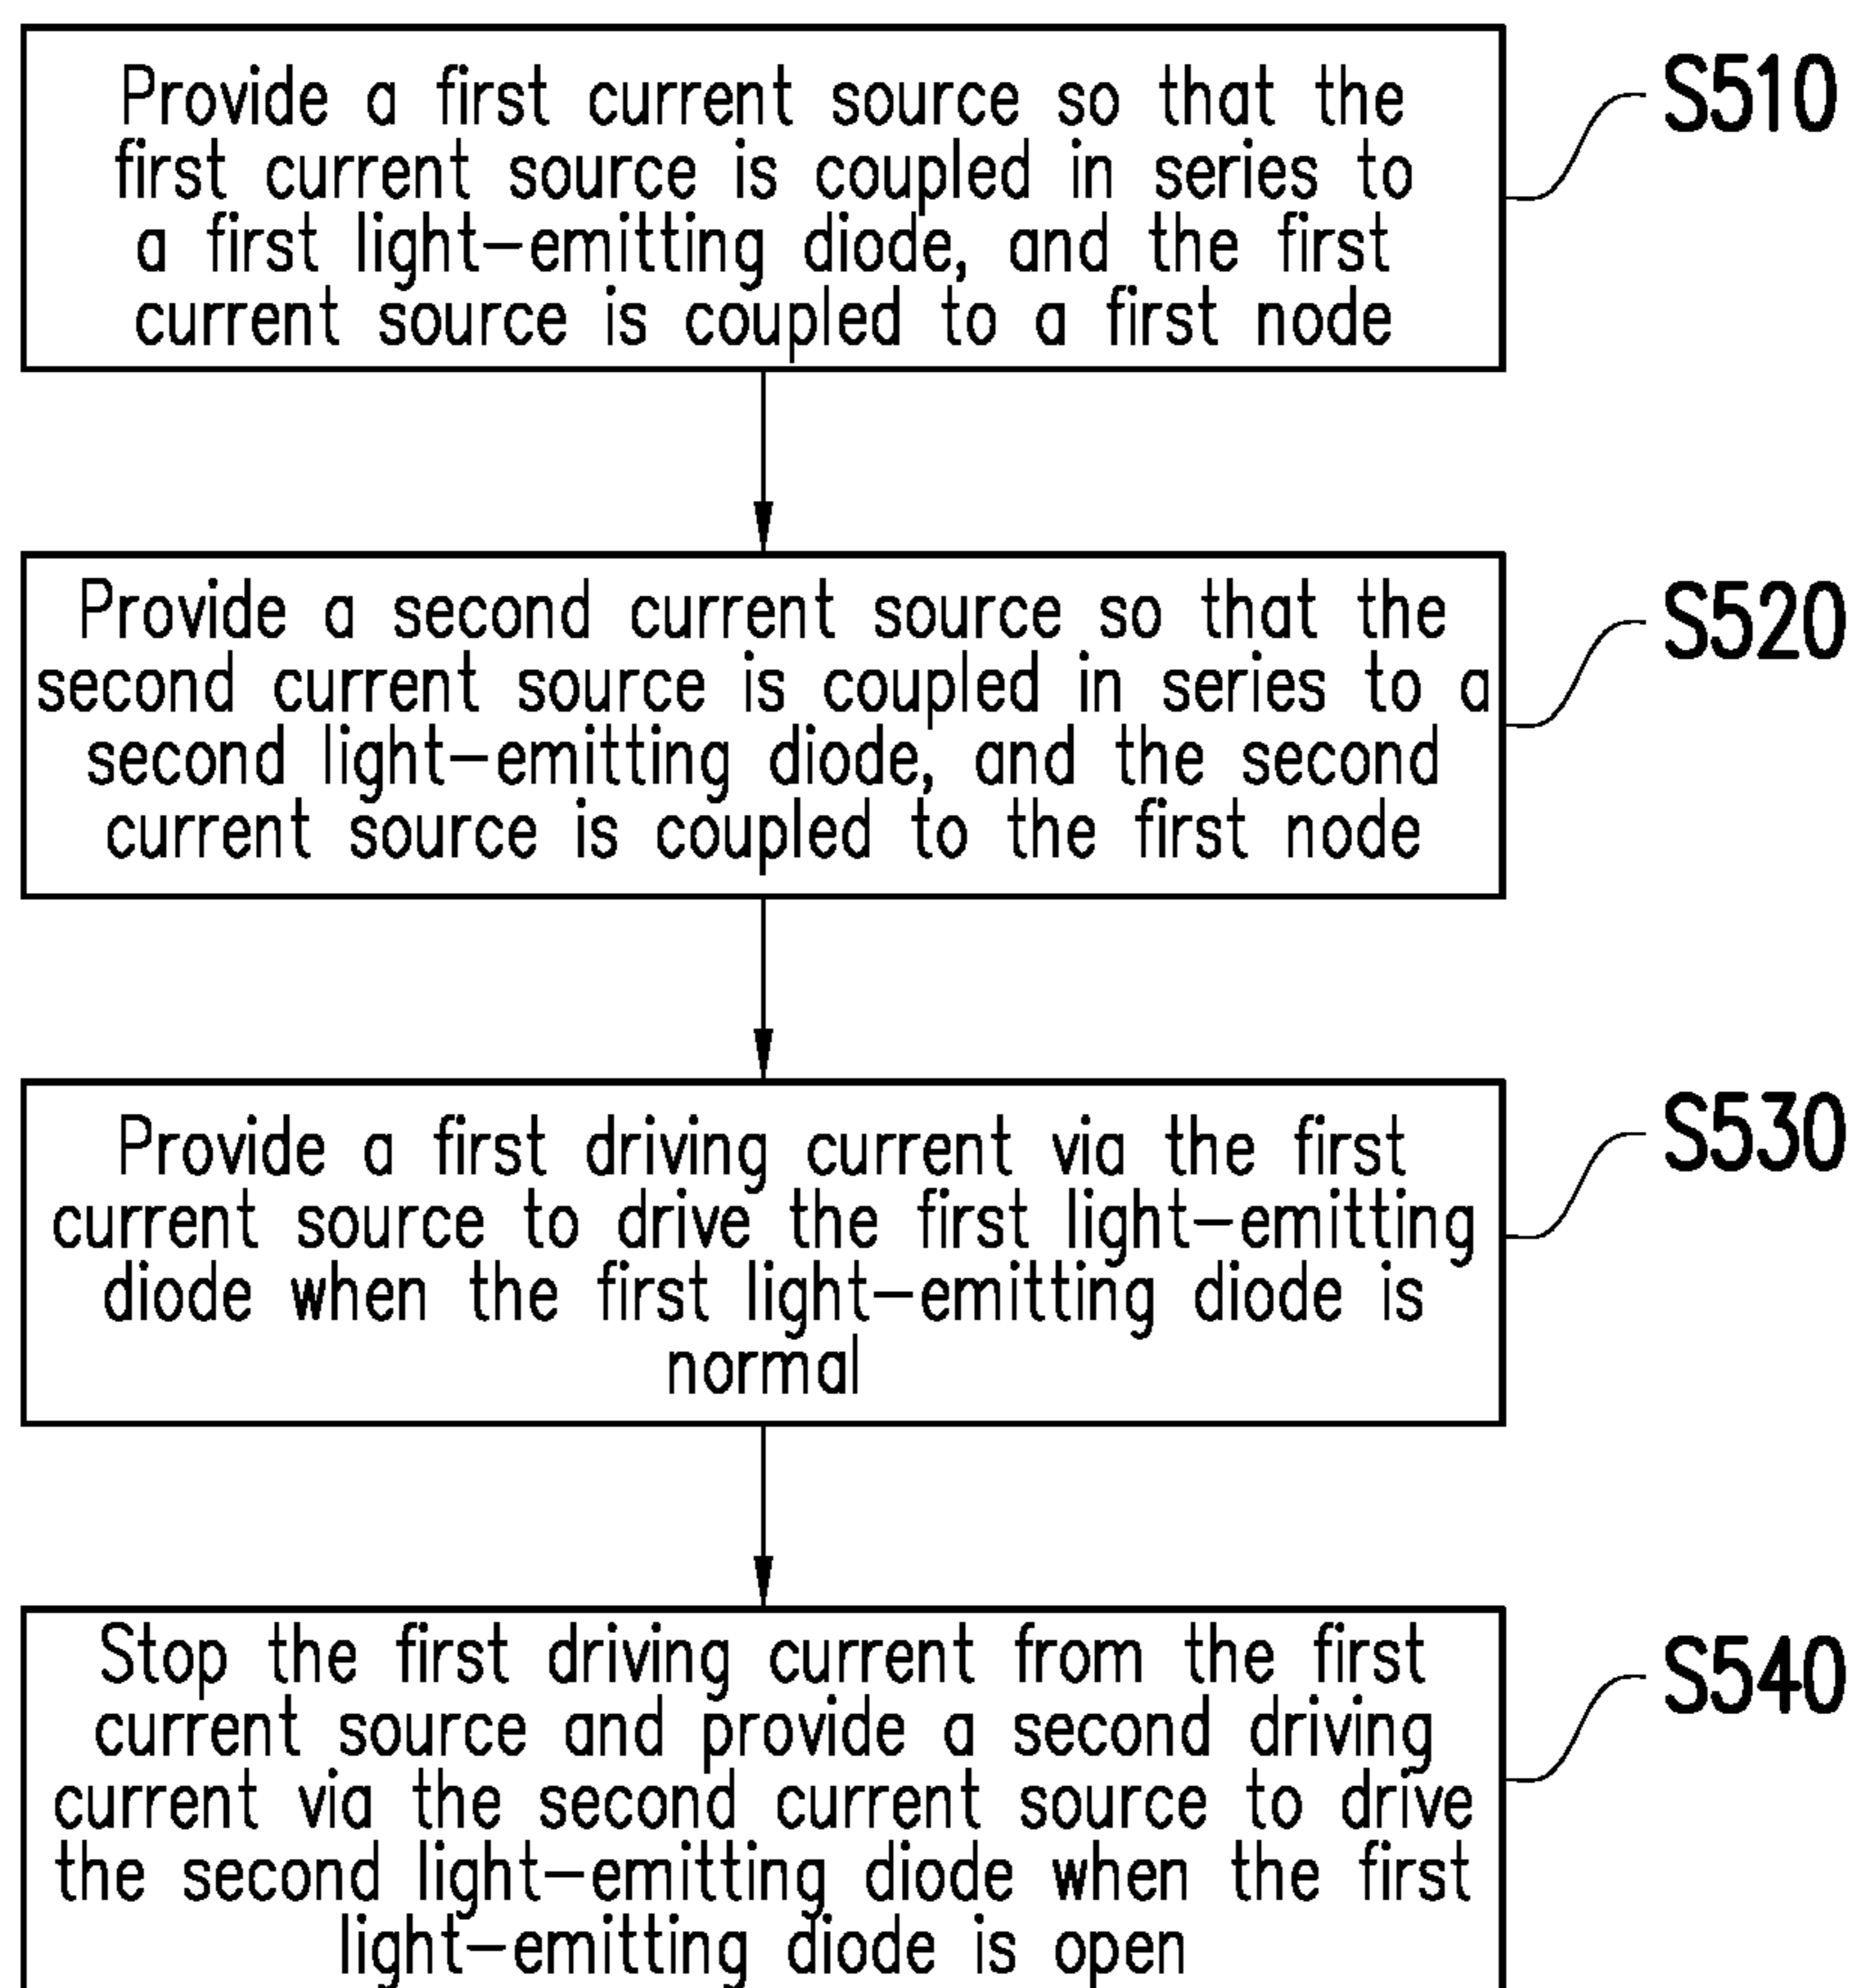 Provide a first current source so that the
first current source is coupled in series to
a first light-emitting diode, and the first
current source is coupled to a first node
S510
Provide a second current source so that the
second current source is coupled in series to a
second light-emitting diode, and the second
current source is coupled to the first node
S520
Provide a first driving current via the first
current source to drive the first light-emitting
diode when the first light-emitting diode is
normal
S530
Stop the first driving current from the first
current source and provide a second driving
current via the second current source to drive
the second light-emitting diode when the first
light-emitting diode is open
S540